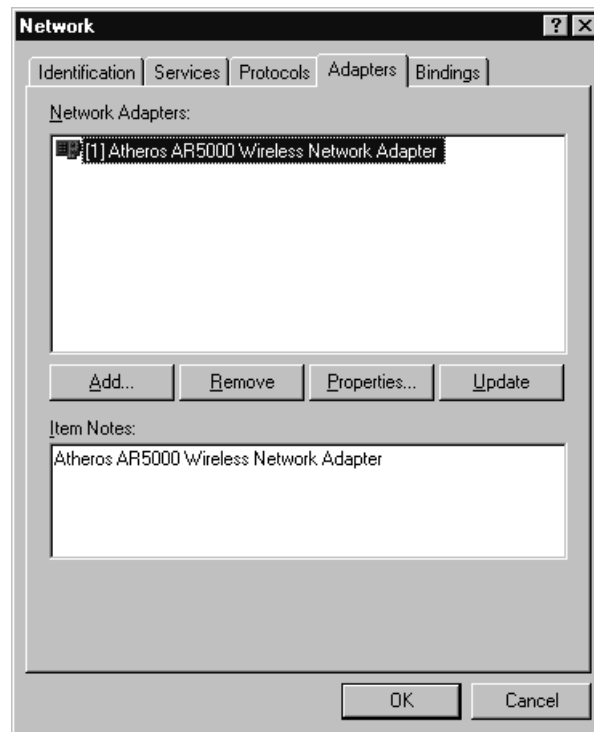 Network
Identification Services Protocols Adapters Bindings
Network Adapters:
[1] Atheros AR5000 Wireless Network Adapter
Add... Remove Properties... Update
Item Notes:
Atheros AR5000 Wireless Network Adapter
OK Cancel